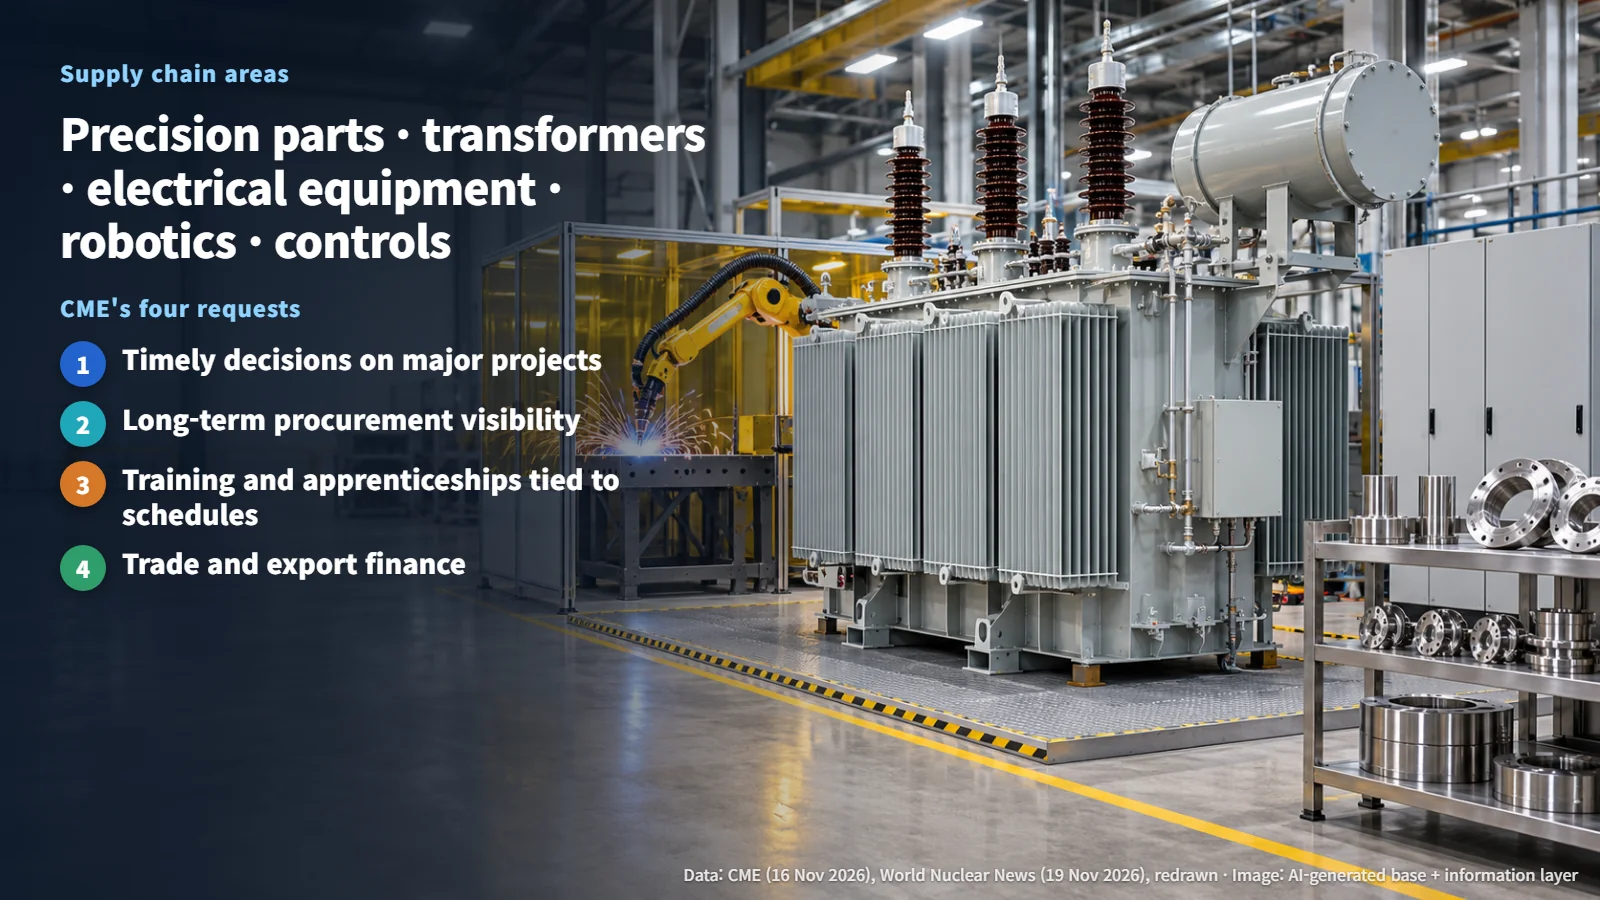 Supply chain areas
Precision parts · transformers
· electrical equipment ·
robotics · controls
CME's four requests
1 Timely decisions on major projects
2 Long-term procurement visibility
3 Training and apprenticeships tied to
schedules
4 Trade and export finance
Data: CME (16 Nov 2026), World Nuclear News (19 Nov 2026), redrawn · Image: AI-generated base + information layer